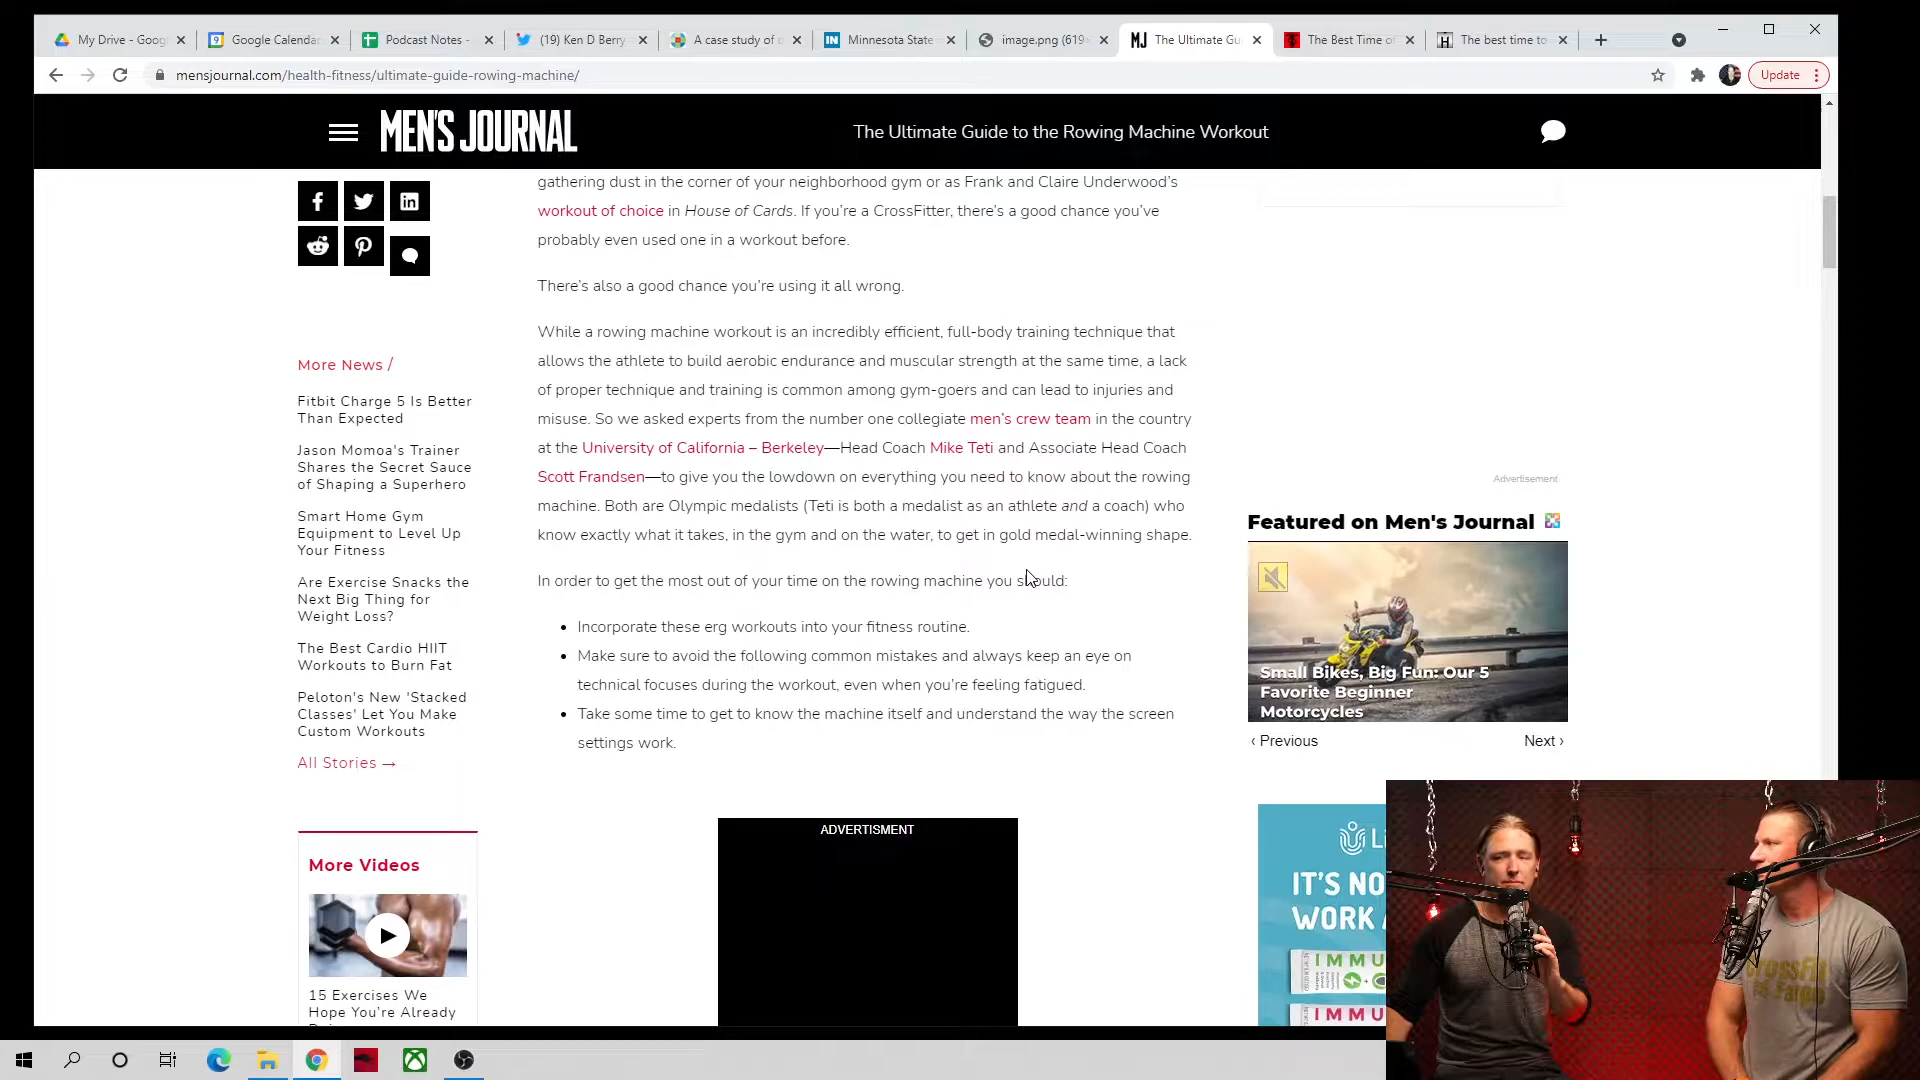 My Drive - Goog
Google Calenda
Podcast Notes -
(19) Ken D Berry
A case study of
Minnesota State
image.png (619
The Ultimate Gu
The Best Time o
The best time to
mensjournal.com/health-fitness/ultimate-guide-rowing-machine/
Update
MEN'S JOURNAL
The Ultimate Guide to the Rowing Machine Workout
gathering dust in the corner of your neighborhood gym or as Frank and Claire Underwood's
workout of choice in House of Cards. If you're a CrossFitter, there's a good chance you've
probably even used one in a workout before.
There's also a good chance you're using it all wrong.
While a rowing machine workout is an incredibly efficient, full-body training technique that
allows the athlete to build aerobic endurance and muscular strength at the same time, a lack
of proper technique and training is common among gym-goers and can lead to injuries and
misuse. So we asked experts from the number one collegiate men's crew team in the country
at the University of California – Berkeley—Head Coach Mike Teti and Associate Head Coach
Scott Frandsen—to give you the lowdown on everything you need to know about the rowing
machine. Both are Olympic medalists (Teti is both a medalist as an athlete and a coach) who
know exactly what it takes, in the gym and on the water, to get in gold medal-winning shape.
In order to get the most out of your time on the rowing machine you should:
• Incorporate these erg workouts into your fitness routine.
• Make sure to avoid the following common mistakes and always keep an eye on
technical focuses during the workout, even when you're feeling fatigued.
• Take some time to get to know the machine itself and understand the way the screen
settings work.
ADVERTISMENT
More News /
Fitbit Charge 5 Is Better
Than Expected
Jason Momoa's Trainer
Shares the Secret Sauce
of Shaping a Superhero
Smart Home Gym
Equipment to Level Up
Your Fitness
Are Exercise Snacks the
Next Big Thing for
Weight Loss?
The Best Cardio HIIT
Workouts to Burn Fat
Peloton's New 'Stacked
Classes' Let You Make
Custom Workouts
All Stories →
More Videos
15 Exercises We
Hope You're Already
Advertisement
Featured on Men's Journal
Small Bikes, Big Fun: Our 5
Favorite Beginner
Motorcycles
‹ Previous
Next ›
IT'S NO
WORK
IMMU
IMMU